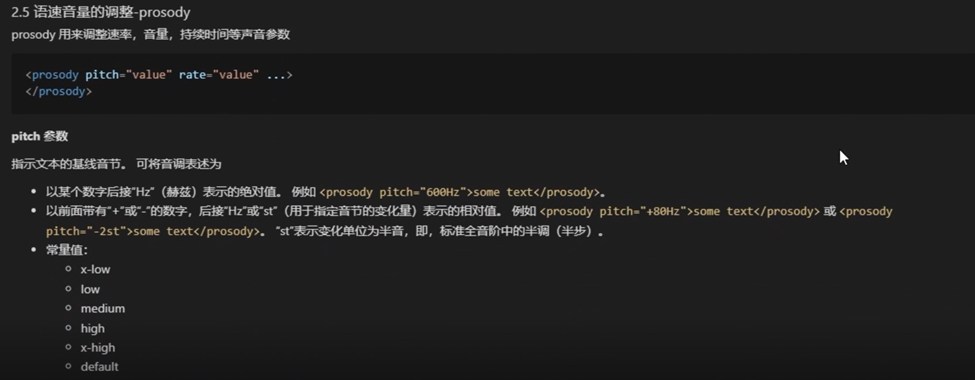 2.5 语速音量的调整-prosody
prosody 用来调整速率，音量，持续时间等声音参数
<prosody pitch="value" rate="value" ...>
</prosody>
pitch 参数
指示文本的基线音节。 可将音调表述为
以某个数字后接"Hz"（赫兹）表示的绝对值。 例如 <prosody pitch="600Hz">some text</prosody>。
以前面带有"+"或"-"的数字，后接"Hz"或"st"（用于指定音节的变化量）表示的相对值。 例如 <prosody pitch="+80Hz">some text</prosody> 或 <prosody
pitch="-2st">some text</prosody>。 "st"表示变化单位为半音，即，标准全音阶中的半调（半步）。
常量值：
x-low
low
medium
high
x-high
default